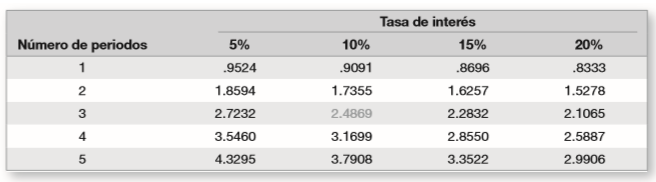 Tasa de interés
Número de periodos 5% 10% 15% 20%
1 .9524 .9091 .8696 .8333
2 1.8594 1.7355 1.6257 1.5278
3 2.7232 2.4869 2.2832 2.1065
4 3.5460 3.1699 2.8550 2.5887
5 4.3295 3.7908 3.3522 2.9906